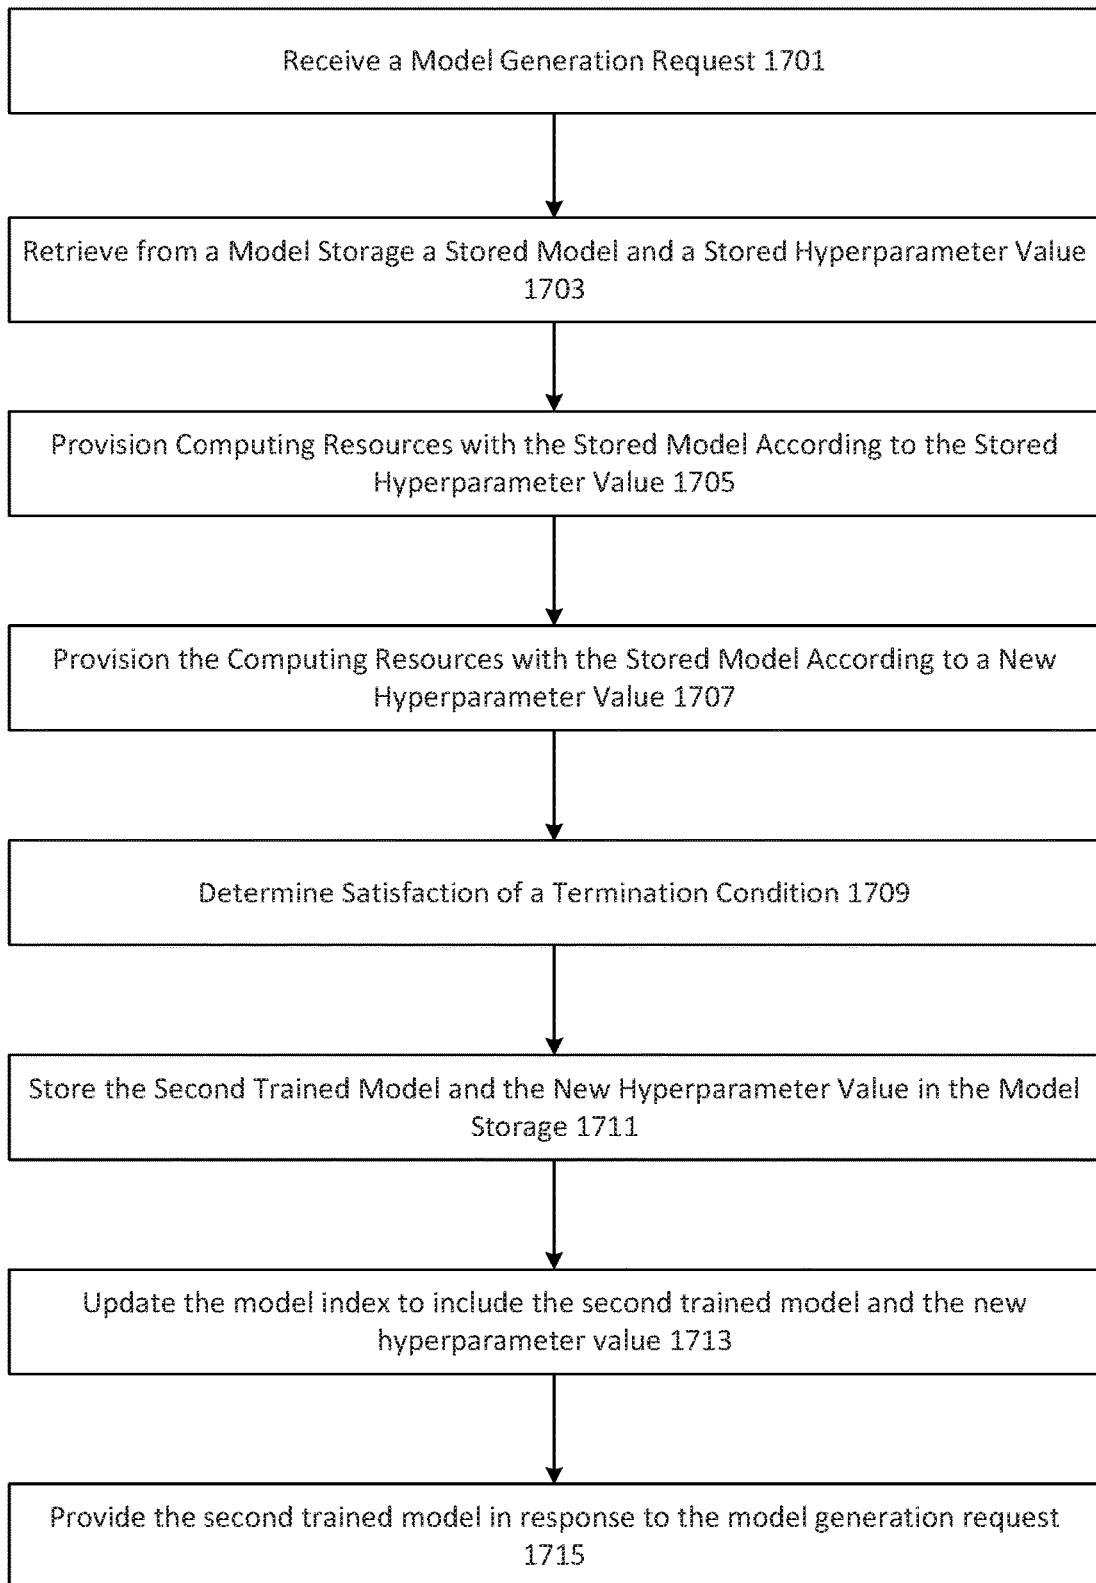 Receive a Model Generation Request 1701
Retrieve from a Model Storage a Stored Model and a Stored Hyperparameter Value
1703
Provision Computing Resources with the Stored Model According to the Stored
Hyperparameter Value 1705
Provision the Computing Resources with the Stored Model According to a New
Hyperparameter Value 1707
Determine Satisfaction of a Termination Condition 1709
Store the Second Trained Model and the New Hyperparameter Value in the Model
Storage 1711
Update the model index to include the second trained model and the new
hyperparameter value 1713
Provide the second trained model in response to the model generation request
1715